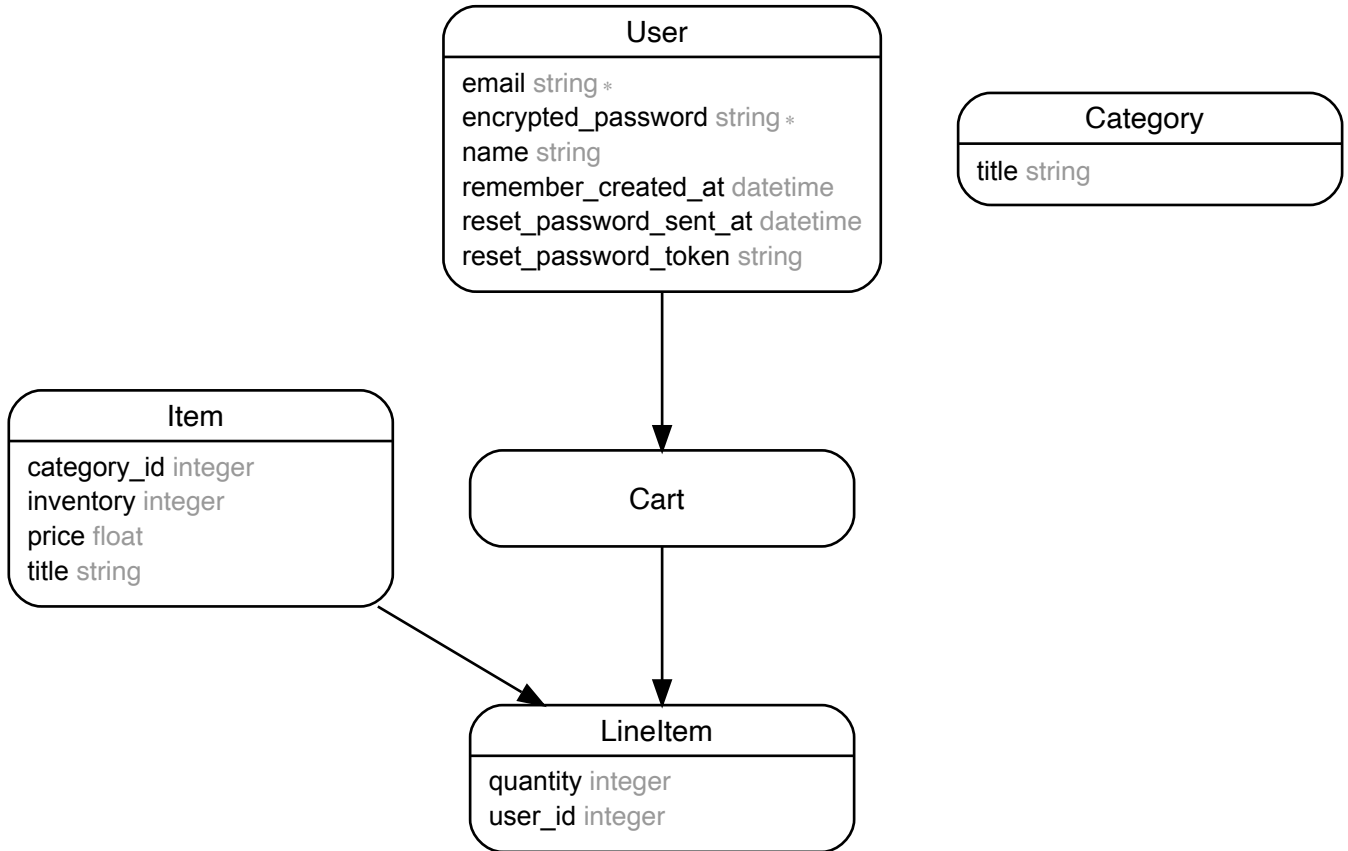 User
email string *
encrypted_password string *
name string
remember_created_at datetime
reset_password_sent_at datetime
reset_password_token string
Category
title string
Item
category_id integer
inventory integer
price float
title string
Cart
LineItem
quantity integer
user_id integer